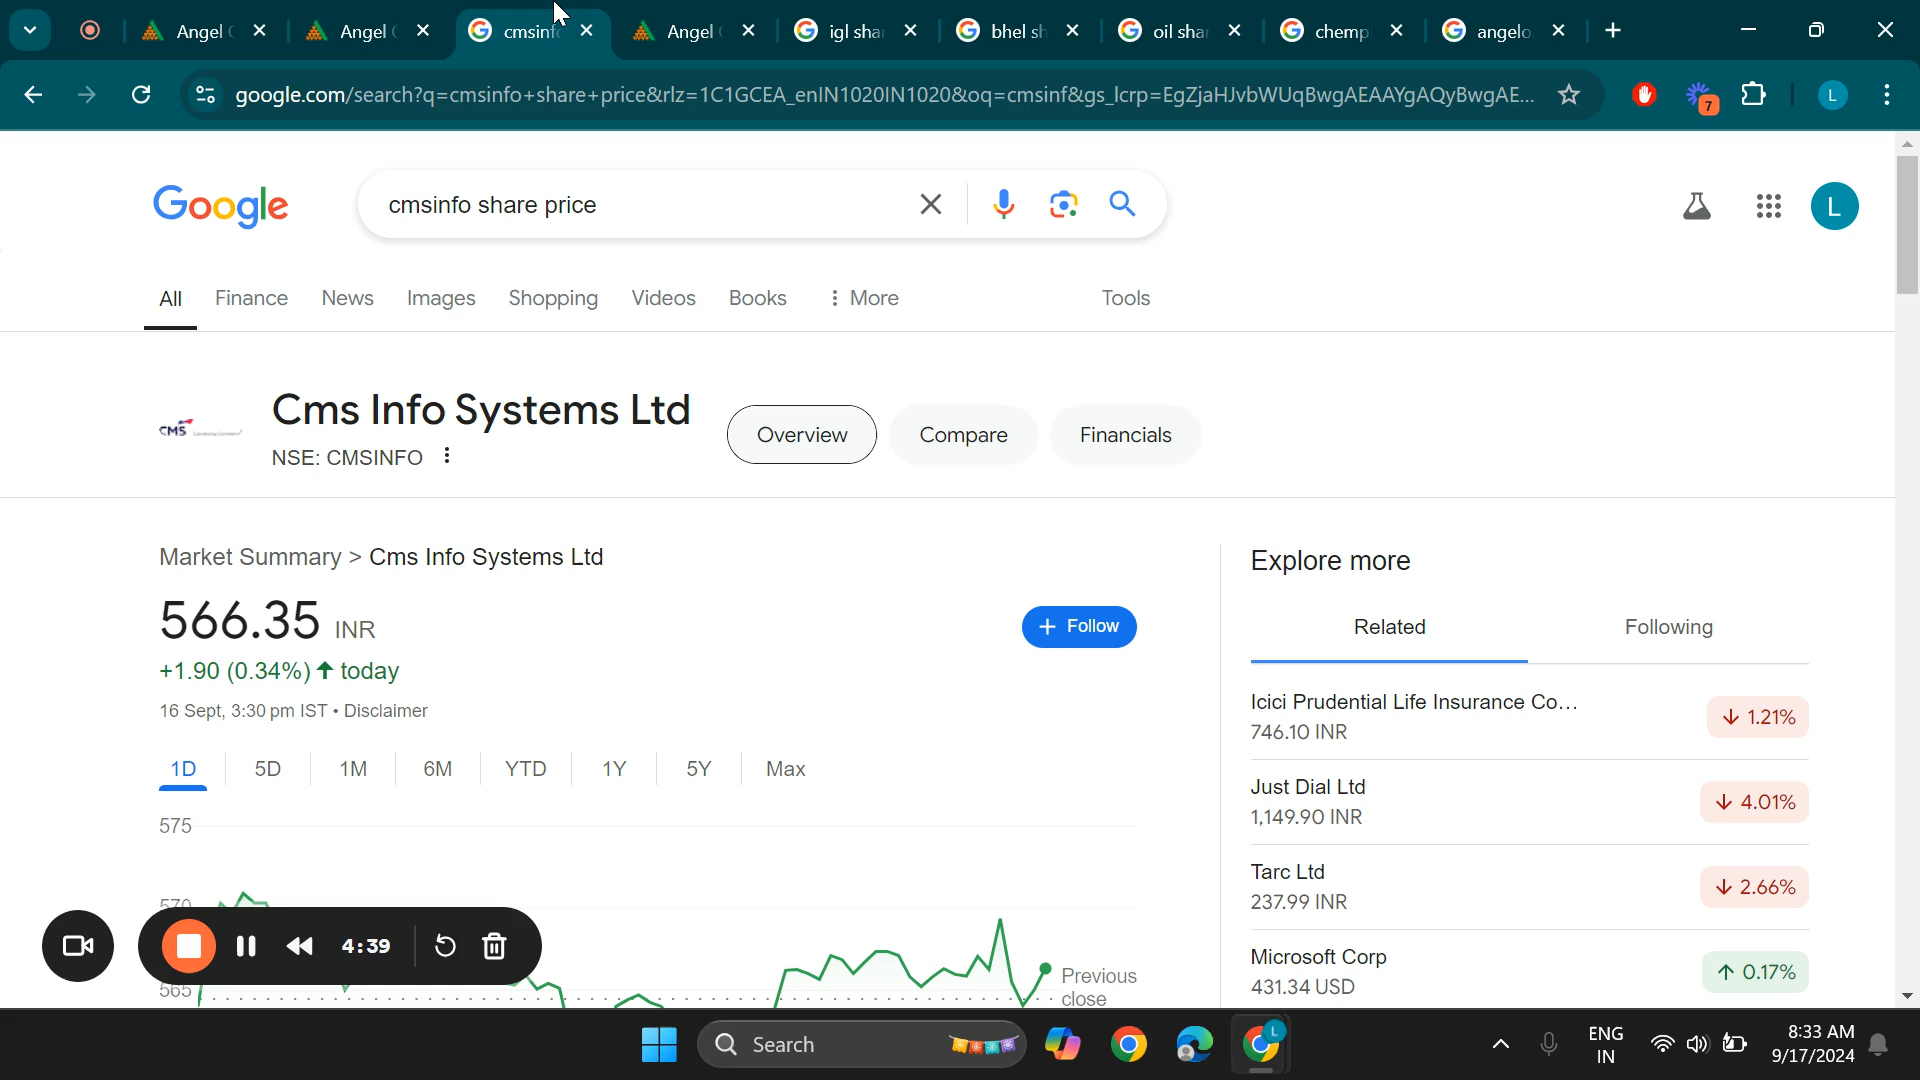 Angel
Angel
cmsinf
Angel
igl shar
bhel sh
oil shar
chemp
angelo
google.com/search?q=cmsinfo+share+price&rlz=1C1GCEA_enIN1020IN1020&oq=cmsinf&gs_lcrp=EgZjaHJvbWUqBwgAEAAYgAQyBwgAE...
7
L
Google
cmsinfo share price
L
All Finance News Images Shopping Videos Books More Tools
CMS
Cms Info Systems Ltd
NSE: CMSINFO
Overview Compare Financials
Market Summary > Cms Info Systems Ltd
566.35 INR
+ Follow
+1.90 (0.34%) ↑ today
16 Sept, 3:30 pm IST • Disclaimer
1D 5D 1M 6M YTD 1Y 5Y Max
575
570
565
Previous
close
4:39
Explore more
Related Following
Icici Prudential Life Insurance Co...
746.10 INR
↓ 1.21%
Just Dial Ltd
1,149.90 INR
↓ 4.01%
Tarc Ltd
237.99 INR
↓ 2.66%
Microsoft Corp
431.34 USD
↑ 0.17%
Search
L
ENG
IN
8:33 AM
9/17/2024